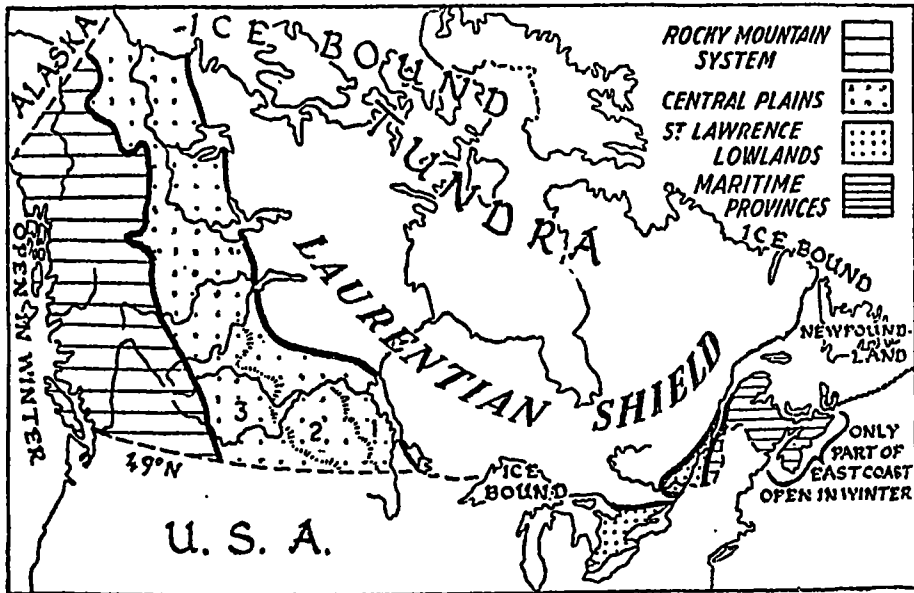 ICE BOUND
TUNDRA
ROCKY MOUNTAIN
SYSTEM
CENTRAL PLAINS
ST LAWRENCE
LOWLANDS
MARITIME
PROVINCES
ALASKA
OPEN IN WINTER
LAURENTIAN SHIELD
ICE BOUND
NEWFOUND-
LAND
3
2
1
49°N
ICE
BOUND
ONLY
PART OF
EAST COAST
OPEN IN WINTER
U. S. A.